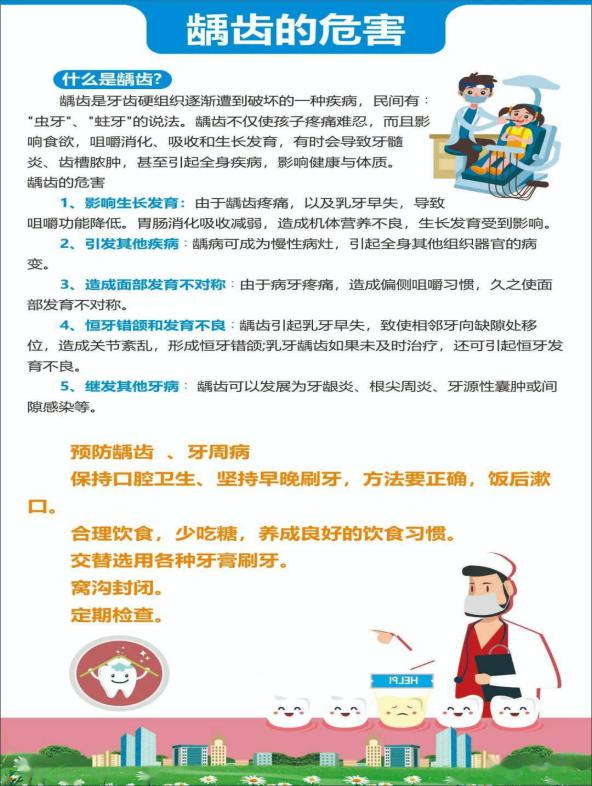 龋齿的危害
什么是龋齿?
龋齿是牙齿硬组织逐渐遭到破坏的一种疾病，民间有：
"虫牙"、"蛀牙"的说法。龋齿不仅使孩子疼痛难忍，而且影
响食欲，咀嚼消化、吸收和生长发育，有时会导致牙髓
炎、齿槽脓肿，甚至引起全身疾病，影响健康与体质。
龋齿的危害
1、影响生长发育：由于龋齿疼痛，以及乳牙早失，导致
咀嚼功能降低。胃肠消化吸收减弱，造成机体营养不良，生长发育受到影响。
2、引发其他疾病：龋病可成为慢性病灶，引起全身其他组织器官的病
变。
3、造成面部发育不对称：由于病牙疼痛，造成偏侧咀嚼习惯，久之使面
部发育不对称。
4、恒牙错颌和发育不良：龋齿引起乳牙早失，致使相邻牙向缺隙处移
位，造成关节紊乱，形成恒牙错颌;乳牙龋齿如果未及时治疗，还可引起恒牙发
育不良。
5、继发其他牙病：龋齿可以发展为牙龈炎、根尖周炎、牙源性囊肿或间
隙感染等。
预防龋齿 、牙周病
保持口腔卫生、坚持早晚刷牙，方法要正确，饭后漱
口。
合理饮食，少吃糖，养成良好的饮食习惯。
交替选用各种牙膏刷牙。
窝沟封闭。
定期检查。
HELP!